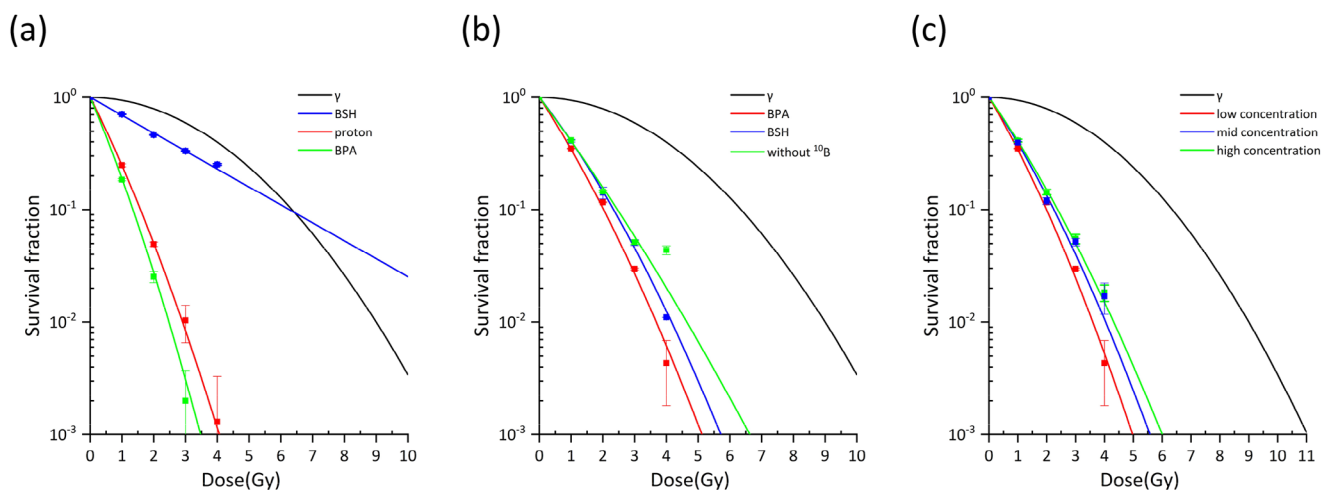 (a)
γ
BSH
proton
BPA
Survival fraction
10⁰
10⁻¹
10⁻²
10⁻³
0 1 2 3 4 5 6 7 8 9 10
Dose(Gy)
(b)
γ
BPA
BSH
without ¹⁰B
Survival fraction
10⁰
10⁻¹
10⁻²
10⁻³
0 1 2 3 4 5 6 7 8 9 10
Dose(Gy)
(c)
γ
low concentration
mid concentration
high concentration
Survival fraction
10⁰
10⁻¹
10⁻²
10⁻³
0 1 2 3 4 5 6 7 8 9 10 11
Dose(Gy)